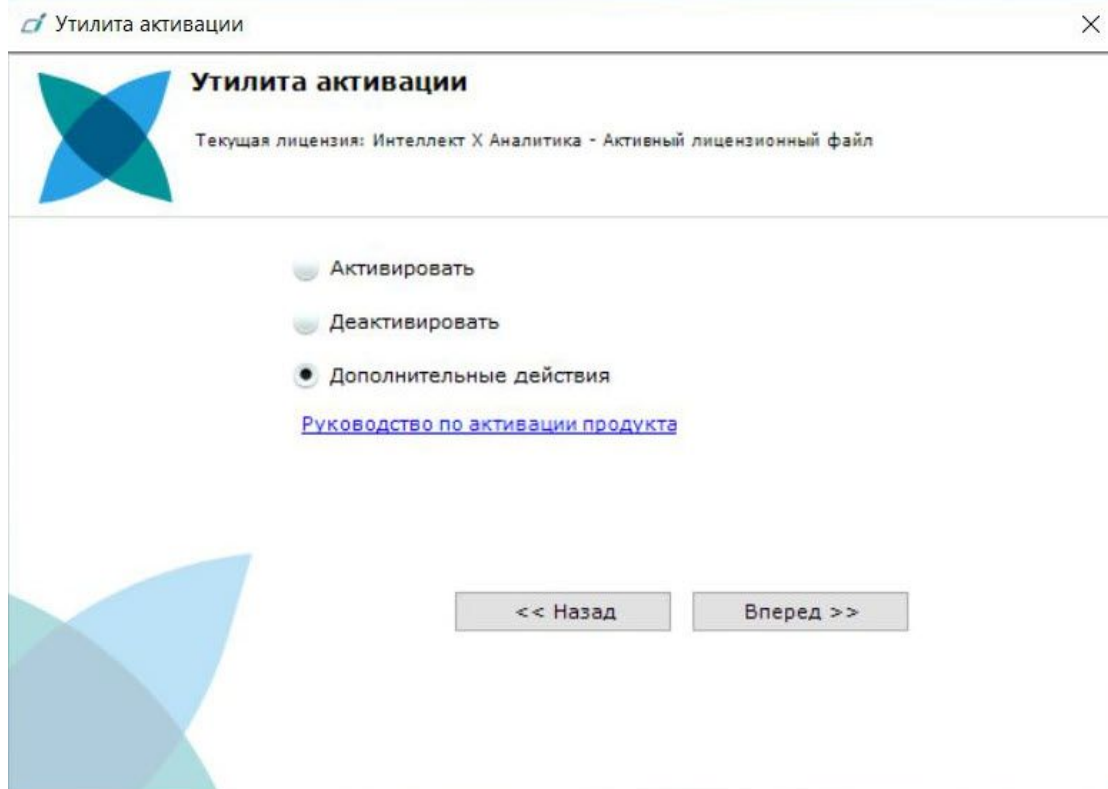 Утилита активации
Утилита активации
Текущая лицензия: Интеллект X Аналитика - Активный лицензионный файл
Активировать
Деактивировать
Дополнительные действия
Руководство по активации продукта
<< Назад
Вперед >>